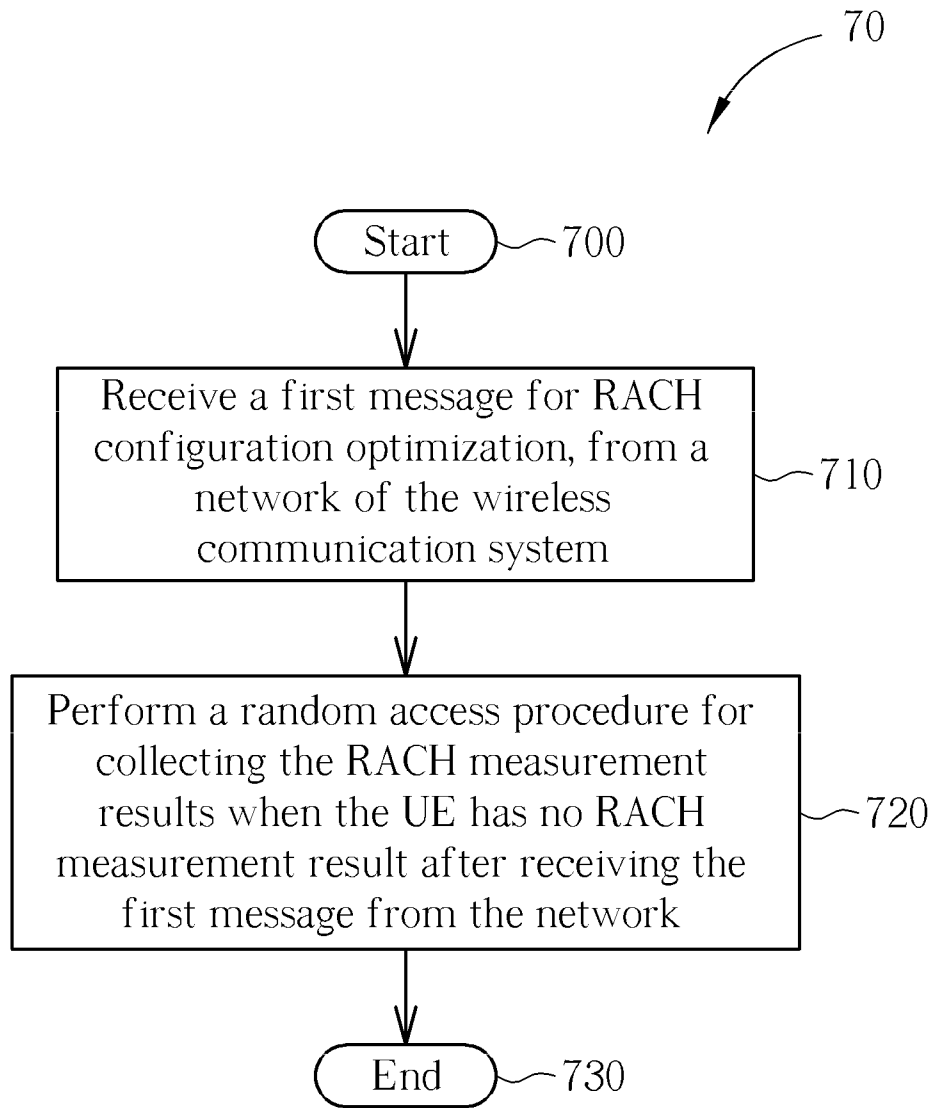 70
Start
700
Receive a first message for RACH
configuration optimization, from a
network of the wireless
communication system
710
Perform a random access procedure for
collecting the RACH measurement
results when the UE has no RACH
measurement result after receiving the
first message from the network
720
End
730